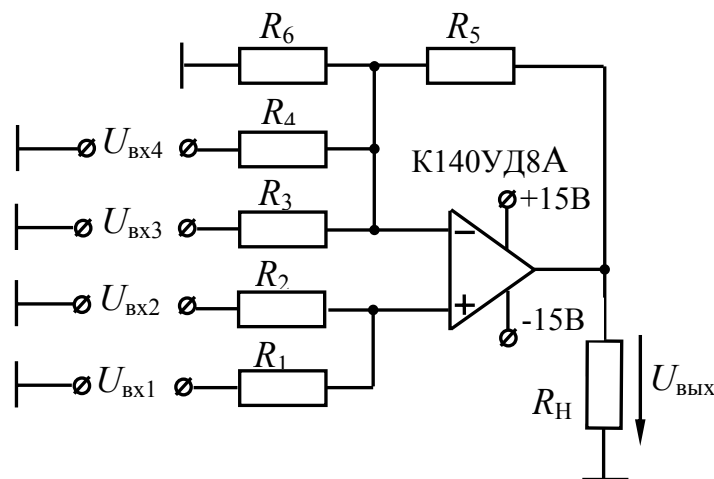 R6 R5
Uвх4 R4
К140УД8А
+15В
Uвх3 R3
−
Uвх2 R2
+
-15В
Uвх1 R1
RН Uвых